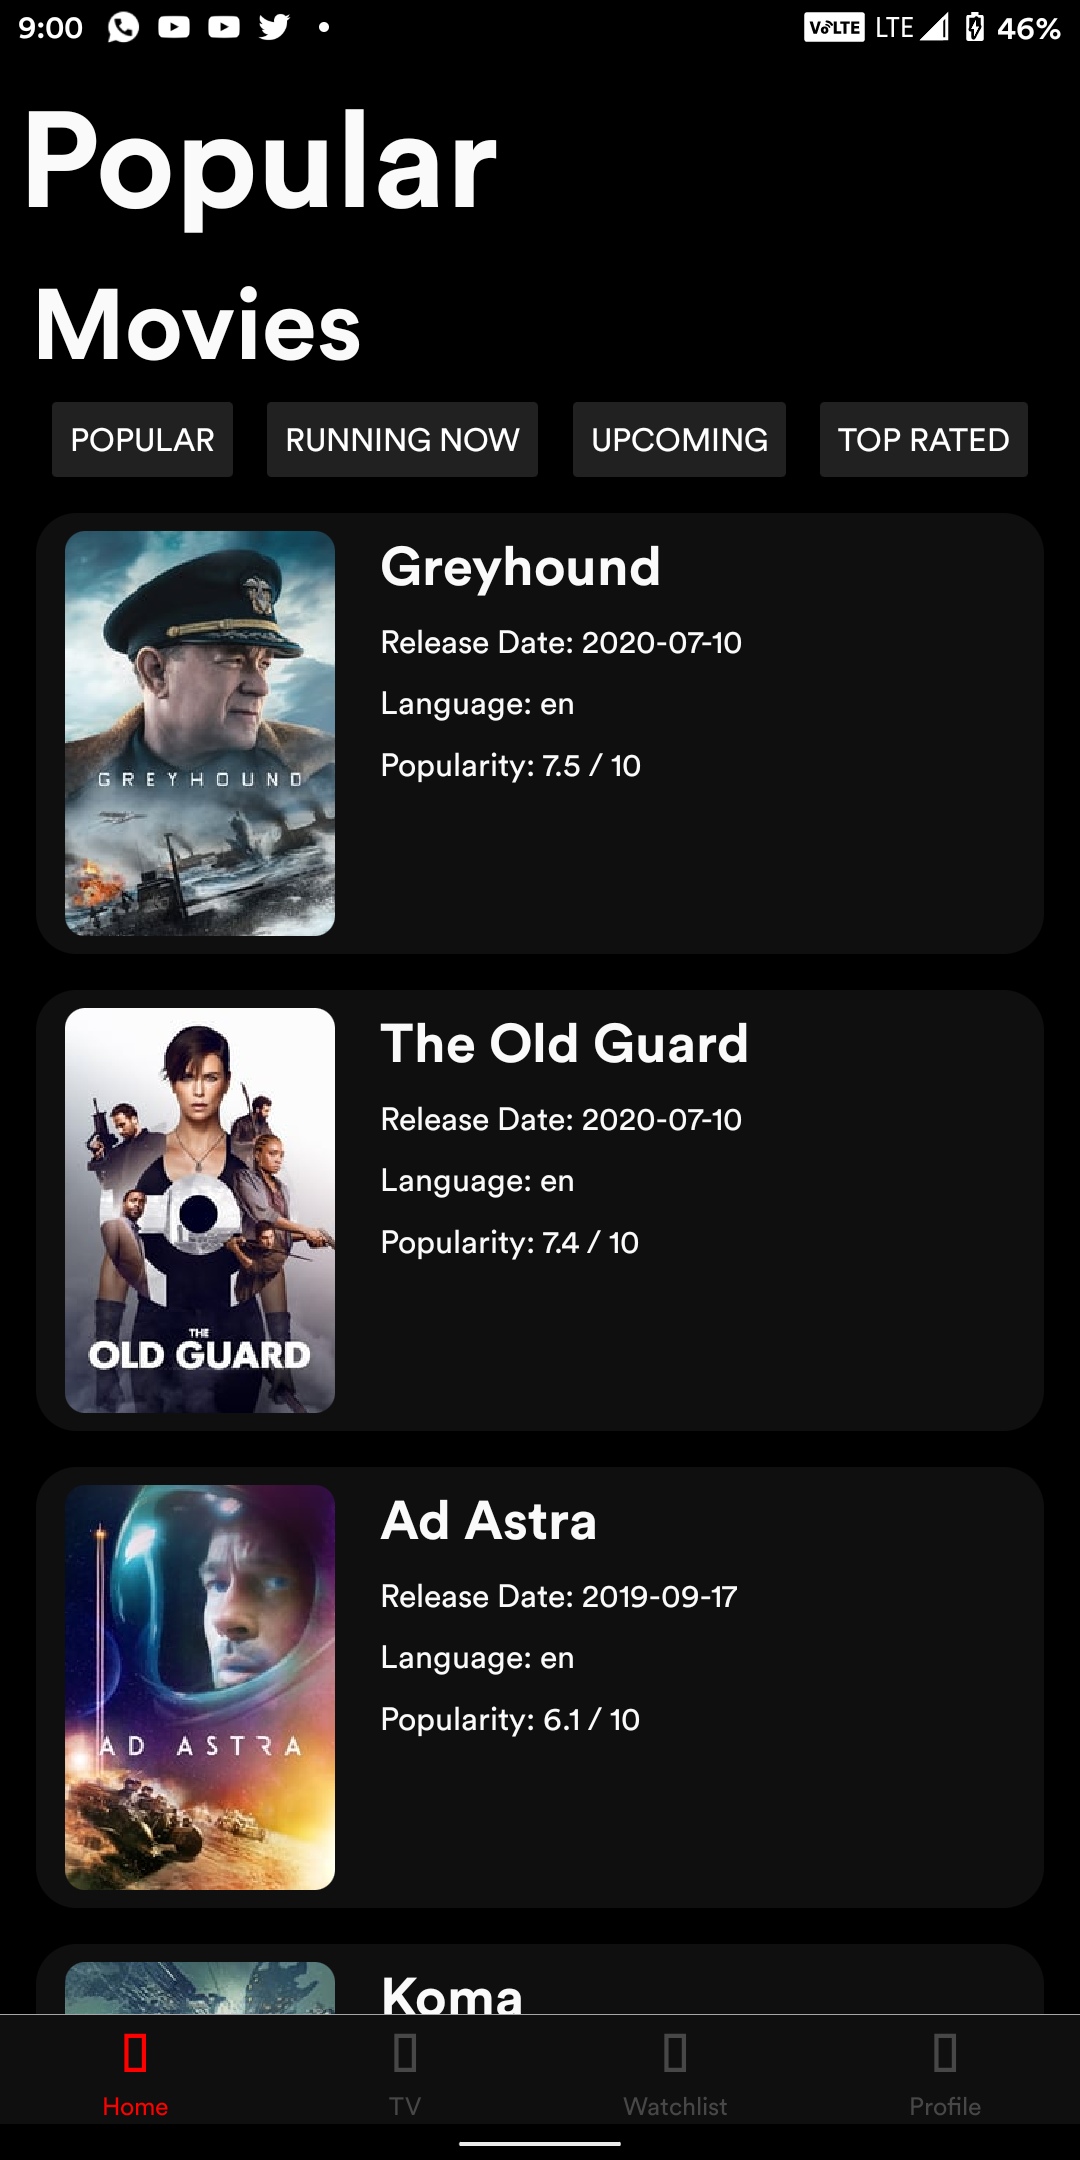 9:00 VoLTE LTE 46%
Popular
Movies
POPULAR RUNNING NOW UPCOMING TOP RATED
Greyhound
Release Date: 2020-07-10
Language: en
Popularity: 7.5 / 10
GREYHOUND
The Old Guard
Release Date: 2020-07-10
Language: en
Popularity: 7.4 / 10
THE
OLD GUARD
Ad Astra
Release Date: 2019-09-17
Language: en
Popularity: 6.1 / 10
AD ASTRA
Koma
Home TV Watchlist Profile